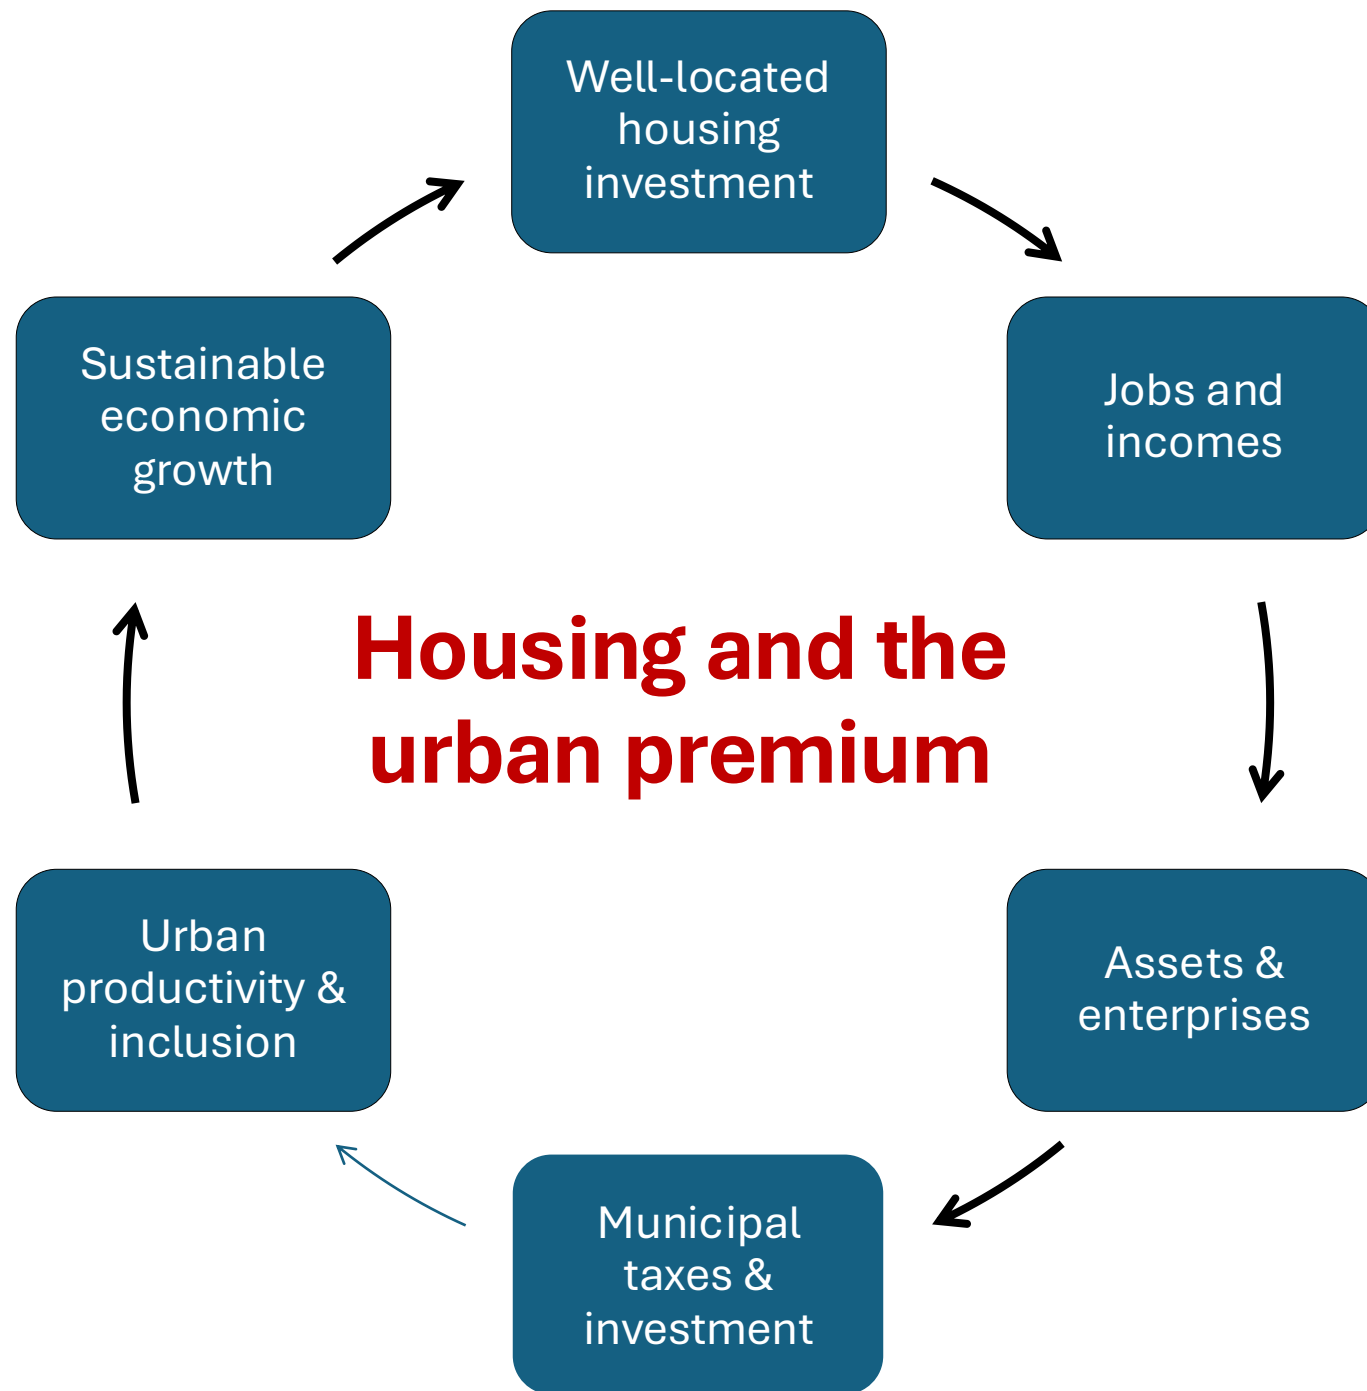 Well-located
housing
investment
Sustainable
economic
growth
Jobs and
incomes
Housing and the
urban premium
Urban
productivity &
inclusion
Assets &
enterprises
Municipal
taxes &
investment